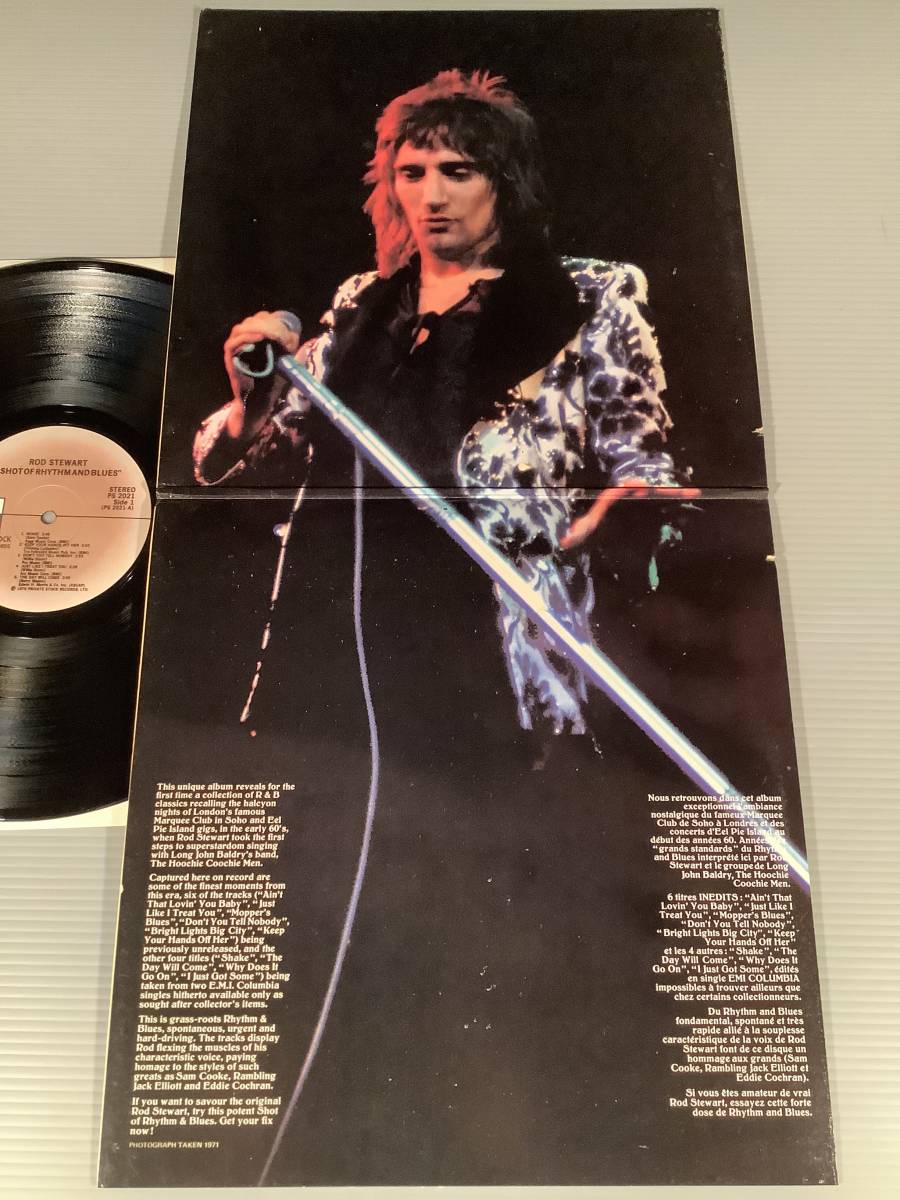 ROD STEWART
SHOT OF RHYTHM AND BLUES"
STEREO
PS 2021
Side 1
(PS 2021-A)
This unique album reveals for the
first time a collection of R & B
classics recalling the halcyon
nights of London's famous
Marquee Club in Soho and Eel
Pie Island gigs, in the early 60's,
when Rod Stewart took the first
steps to superstardom singing
with Long John Baldry's band,
The Hoochie Coochie Men.
Captured here on record are
some of the finest moments from
this era, six of the tracks ("Ain't
That Lovin' You Baby", "Just
Like I Treat You", "Mopper's
Blues", "Don't You Tell Nobody",
"Bright Lights Big City", "Keep
Your Hands Off Her") being
previously unreleased, and the
other four titles ("Shake", "The
Day Will Come", "Why Does It
Go On", "I Just Got Some") being
taken from two E.M.I. Columbia
singles hitherto available only as
sought after collector's items.
This is grass-roots Rhythm &
Blues, spontaneous, urgent and
hard-driving. The tracks display
Rod flexing the muscles of his
characteristic voice, paying
homage to the styles of such
greats as Sam Cooke, Rambling
Jack Elliott and Eddie Cochran.
If you want to savour the original
Rod Stewart, try this potent Shot
of Rhythm & Blues. Get your fix
now!
PHOTOGRAPH TAKEN 1971
Nous retrouvons dans cet album
exceptionnel l'ambiance
nostalgique du fameux Marquee
Club de Soho à Londres et des
concerts d'Eel Pie Island au
début des années 60. Années des
"grands standards" du Rhythm
and Blues interprété ici par Rod
Stewart et le groupe de Long
John Baldry, The Hoochie
Coochie Men.
6 titres INEDITS : "Ain't That
Lovin' You Baby", "Just Like I
Treat You", "Mopper's Blues",
"Don't You Tell Nobody",
"Bright Lights Big City", "Keep
Your Hands Off Her"
et les 4 autres : "Shake", "The
Day Will Come", "Why Does It
Go On", "I Just Got Some", édités
en single EMI COLUMBIA
impossibles à trouver ailleurs que
chez certains collectionneurs.
Du Rhythm and Blues
fondamental, spontané et très
rapide allié à la souplesse
caractéristique de la voix de Rod
Stewart font de ce disque un
hommage aux grands (Sam
Cooke, Rambling Jack Elliott et
Eddie Cochran).
Si vous êtes amateur de vrai
Rod Stewart, essayez cette forte
dose de Rhythm and Blues.